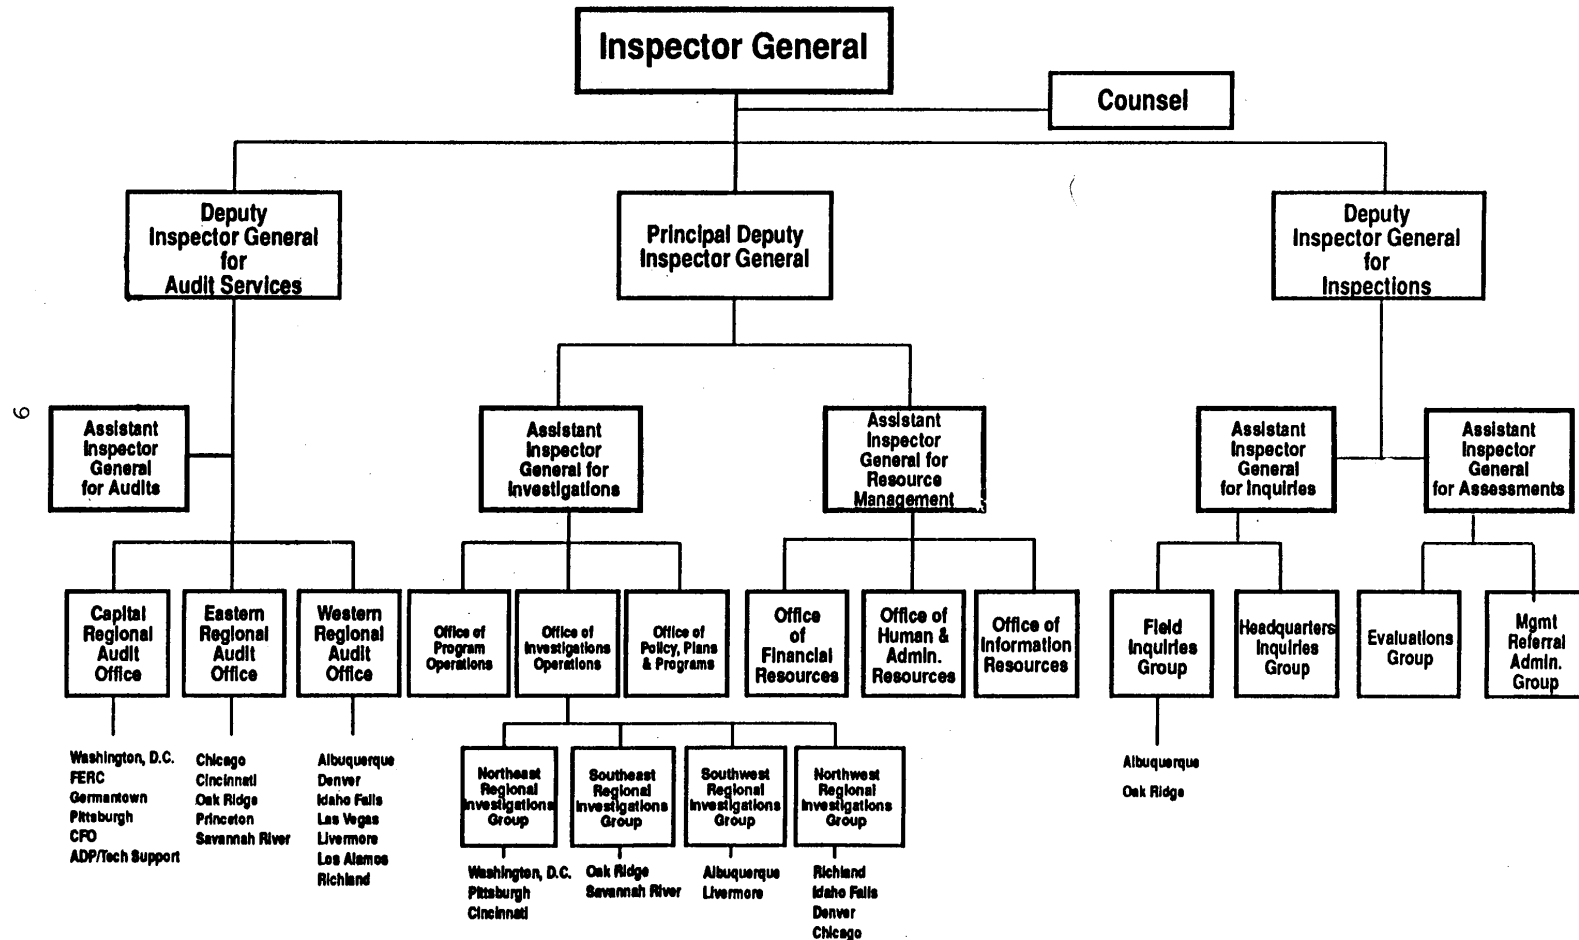 Inspector General
Counsel
Deputy
Inspector General
for
Audit Services
Principal Deputy
Inspector General
Deputy
Inspector General
for
Inspections
Assistant
Inspector
General
for Audits
Assistant
Inspector
General for
Investigations
Assistant
Inspector
General for
Resource
Management
Assistant
Inspector
General
for Inquiries
Assistant
Inspector
General
for Assessments
Capital
Regional
Audit
Office
Eastern
Regional
Audit
Office
Western
Regional
Audit
Office
Office of
Program
Operations
Office of
Investigations
Operations
Office of
Policy, Plans
& Programs
Office
of
Financial
Resources
Office of
Human &
Admin.
Resources
Office of
Information
Resources
Field
Inquiries
Group
Headquarters
Inquiries
Group
Evaluations
Group
Mgmt
Referral
Admin.
Group
Washington, D.C.
FERC
Germantown
Pittsburgh
CFO
ADP/Tech Support
Chicago
Cincinnati
Oak Ridge
Princeton
Savannah River
Albuquerque
Denver
Idaho Falls
Las Vegas
Livermore
Los Alamos
Richland
Northeast
Regional
Investigations
Group
Southeast
Regional
Investigations
Group
Southwest
Regional
Investigations
Group
Northwest
Regional
Investigations
Group
Washington, D.C.
Pittsburgh
Cincinnati
Oak Ridge
Savannah River
Albuquerque
Livermore
Richland
Idaho Falls
Denver
Chicago
Albuquerque
Oak Ridge